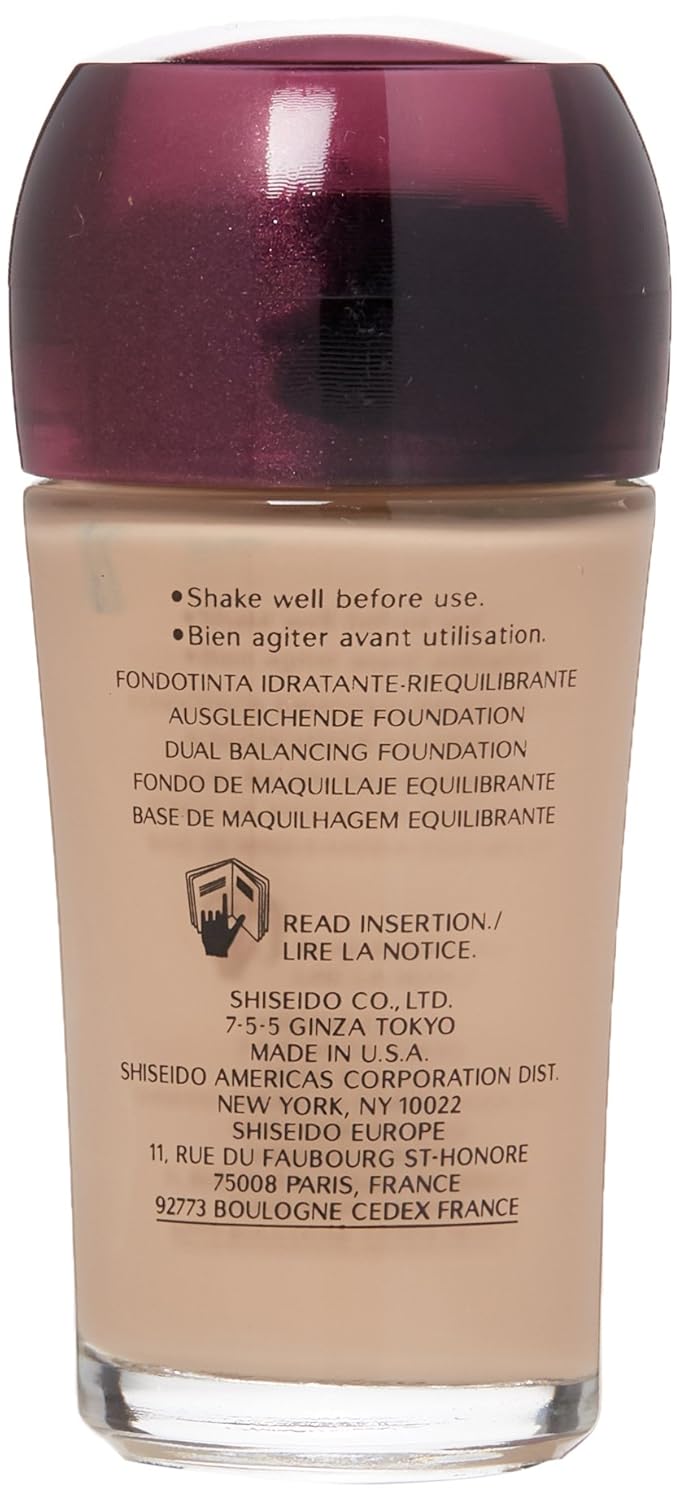 •Shake well before use.
•Bien agiter avant utilisation.
FONDOTINTA IDRATANTE-RIEQUILIBRANTE
AUSGLEICHENDE FOUNDATION
DUAL BALANCING FOUNDATION
FONDO DE MAQUILLAJE EQUILIBRANTE
BASE DE MAQUILHAGEM EQUILIBRANTE
READ INSERTION./
LIRE LA NOTICE.
SHISEIDO CO., LTD.
7-5-5 GINZA TOKYO
MADE IN U.S.A.
SHISEIDO AMERICAS CORPORATION DIST.
NEW YORK, NY 10022
SHISEIDO EUROPE
11, RUE DU FAUBOURG ST-HONORE
75008 PARIS, FRANCE
92773 BOULOGNE CEDEX FRANCE